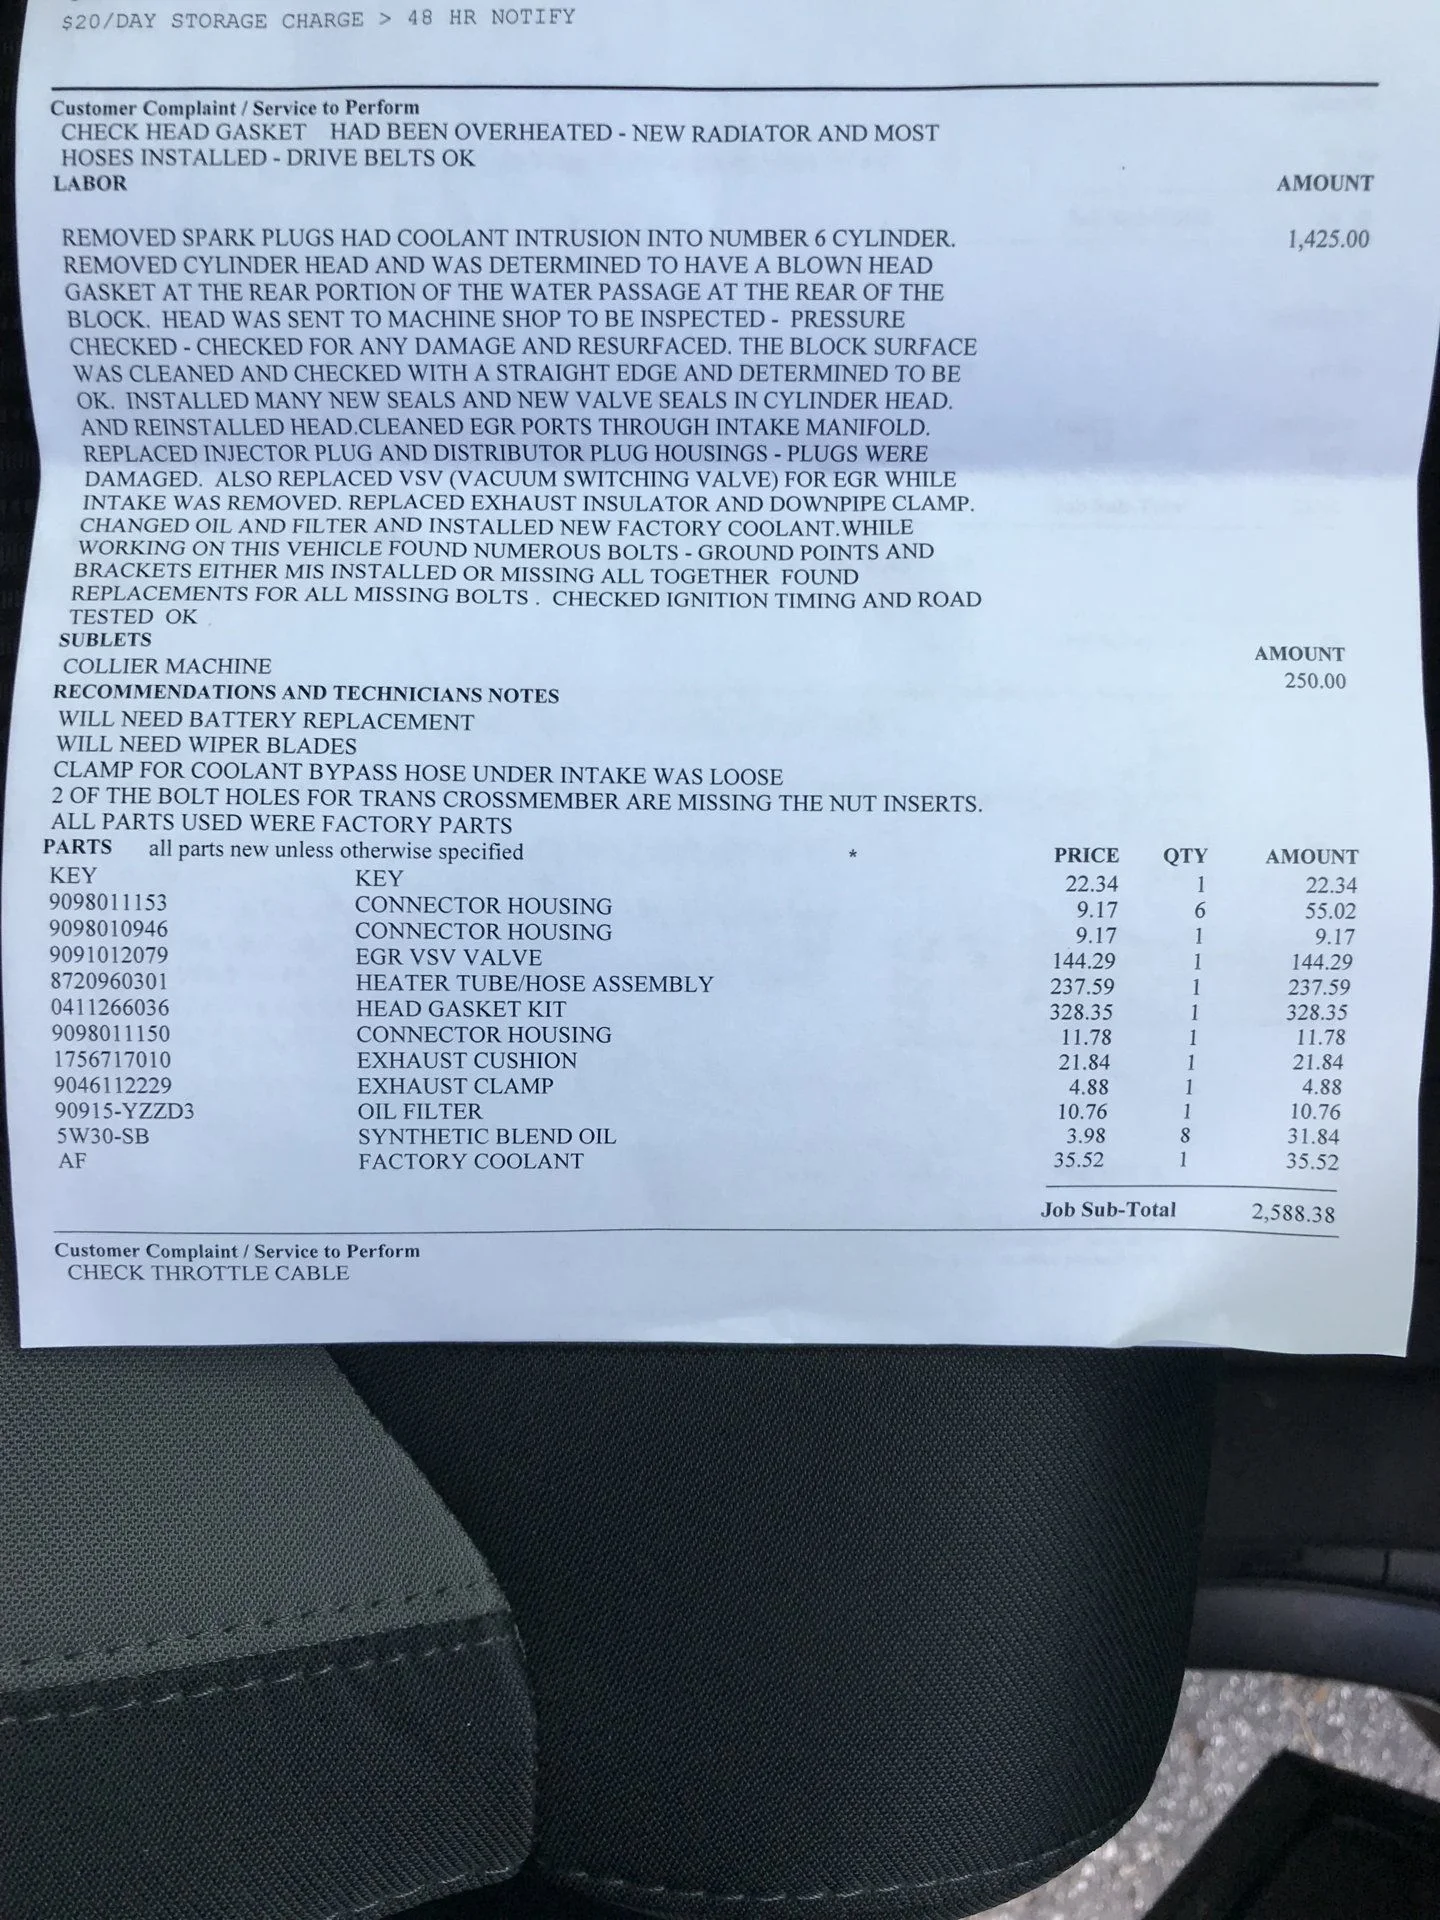 $20/DAY STORAGE CHARGE > 48 HR NOTIFY
Customer Complaint / Service to Perform
CHECK HEAD GASKET HAD BEEN OVERHEATED - NEW RADIATOR AND MOST
HOSES INSTALLED - DRIVE BELTS OK
LABOR AMOUNT
REMOVED SPARK PLUGS HAD COOLANT INTRUSION INTO NUMBER 6 CYLINDER. 1,425.00
REMOVED CYLINDER HEAD AND WAS DETERMINED TO HAVE A BLOWN HEAD
GASKET AT THE REAR PORTION OF THE WATER PASSAGE AT THE REAR OF THE
BLOCK. HEAD WAS SENT TO MACHINE SHOP TO BE INSPECTED - PRESSURE
CHECKED - CHECKED FOR ANY DAMAGE AND RESURFACED. THE BLOCK SURFACE
WAS CLEANED AND CHECKED WITH A STRAIGHT EDGE AND DETERMINED TO BE
OK. INSTALLED MANY NEW SEALS AND NEW VALVE SEALS IN CYLINDER HEAD.
AND REINSTALLED HEAD.CLEANED EGR PORTS THROUGH INTAKE MANIFOLD.
REPLACED INJECTOR PLUG AND DISTRIBUTOR PLUG HOUSINGS - PLUGS WERE
DAMAGED. ALSO REPLACED VSV (VACUUM SWITCHING VALVE) FOR EGR WHILE
INTAKE WAS REMOVED. REPLACED EXHAUST INSULATOR AND DOWNPIPE CLAMP.
CHANGED OIL AND FILTER AND INSTALLED NEW FACTORY COOLANT.WHILE
WORKING ON THIS VEHICLE FOUND NUMEROUS BOLTS - GROUND POINTS AND
BRACKETS EITHER MIS INSTALLED OR MISSING ALL TOGETHER FOUND
REPLACEMENTS FOR ALL MISSING BOLTS . CHECKED IGNITION TIMING AND ROAD
TESTED OK
SUBLETS AMOUNT
COLLIER MACHINE 250.00
RECOMMENDATIONS AND TECHNICIANS NOTES
WILL NEED BATTERY REPLACEMENT
WILL NEED WIPER BLADES
CLAMP FOR COOLANT BYPASS HOSE UNDER INTAKE WAS LOOSE
2 OF THE BOLT HOLES FOR TRANS CROSSMEMBER ARE MISSING THE NUT INSERTS.
ALL PARTS USED WERE FACTORY PARTS
PARTS all parts new unless otherwise specified * PRICE QTY AMOUNT
KEY KEY 22.34 1 22.34
9098011153 CONNECTOR HOUSING 9.17 6 55.02
9098010946 CONNECTOR HOUSING 9.17 1 9.17
9091012079 EGR VSV VALVE 144.29 1 144.29
8720960301 HEATER TUBE/HOSE ASSEMBLY 237.59 1 237.59
0411266036 HEAD GASKET KIT 328.35 1 328.35
9098011150 CONNECTOR HOUSING 11.78 1 11.78
1756717010 EXHAUST CUSHION 21.84 1 21.84
9046112229 EXHAUST CLAMP 4.88 1 4.88
90915-YZZD3 OIL FILTER 10.76 1 10.76
5W30-SB SYNTHETIC BLEND OIL 3.98 8 31.84
AF FACTORY COOLANT 35.52 1 35.52
Job Sub-Total 2,588.38
Customer Complaint / Service to Perform
CHECK THROTTLE CABLE